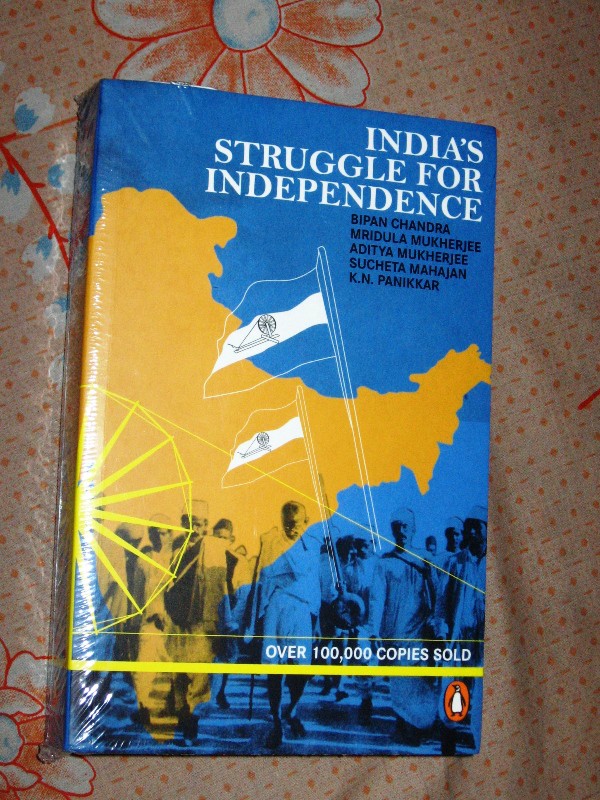 INDIA'S
STRUGGLE FOR
INDEPENDENCE
BIPAN CHANDRA
MRIDULA MUKHERJEE
ADITYA MUKHERJEE
SUCHETA MAHAJAN
K.N. PANIKKAR
OVER 100,000 COPIES SOLD